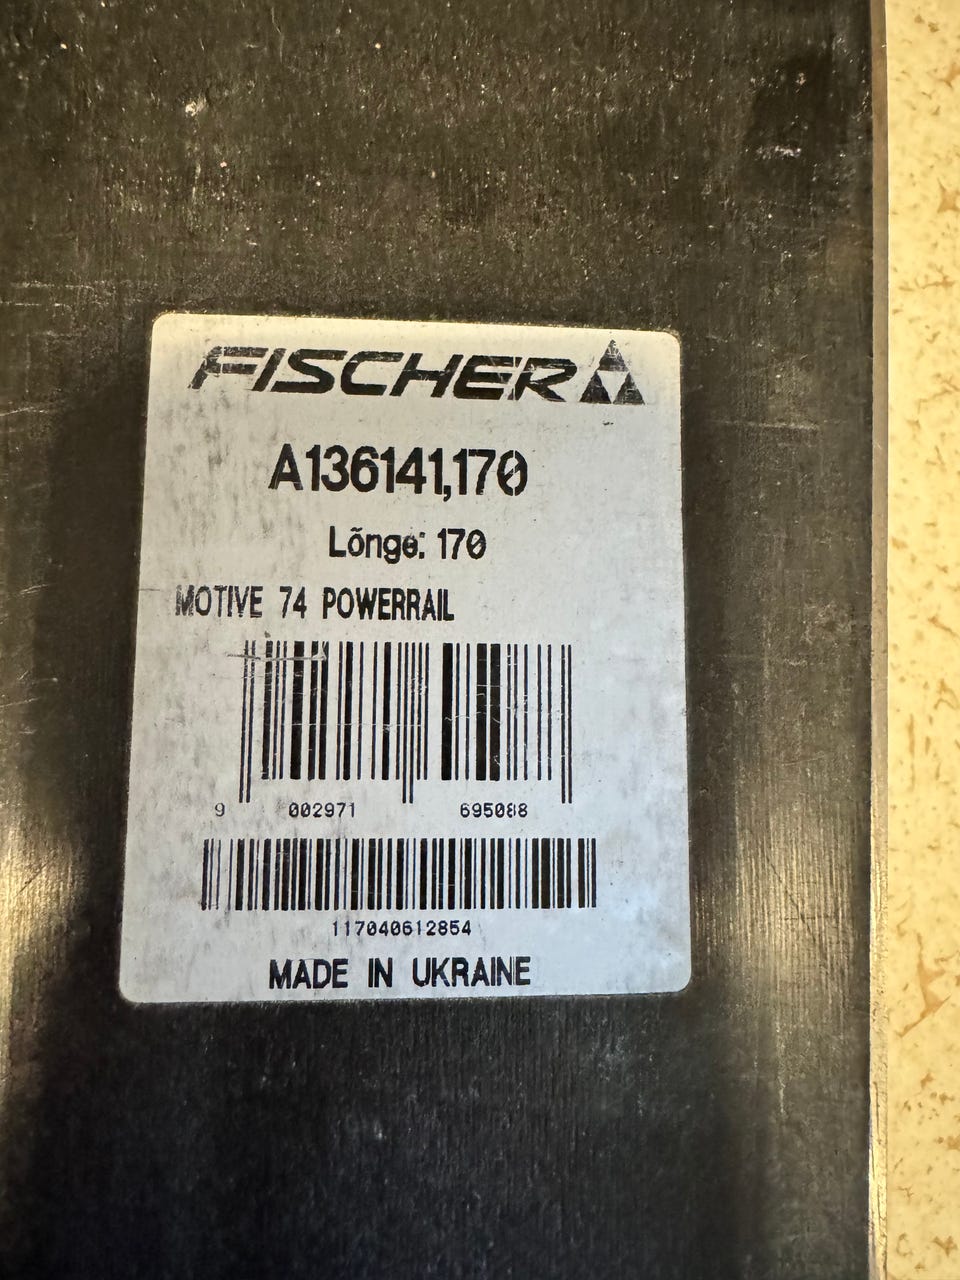 FISCHER
A136141,170
Lõnge: 170
MOTIVE 74 POWERRAIL
9 002971 695088
117040612854
MADE IN UKRAINE